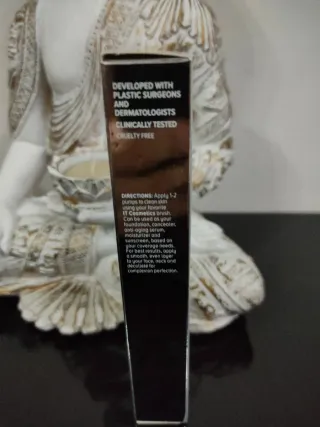 DEVELOPED WITH
PLASTIC SURGEONS
AND
DERMATOLOGISTS
CLINICALLY TESTED
CRUELTY FREE
DIRECTIONS: Apply 1-2
pumps to clean skin
using your favorite
IT Cosmetics brush.
Can be used as your
foundation, concealer,
anti-aging serum,
moisturizer and
sunscreen, based on
your coverage needs.
For best results, apply
a smooth, even layer
to your face, neck and
décolleté for
complexion perfection.